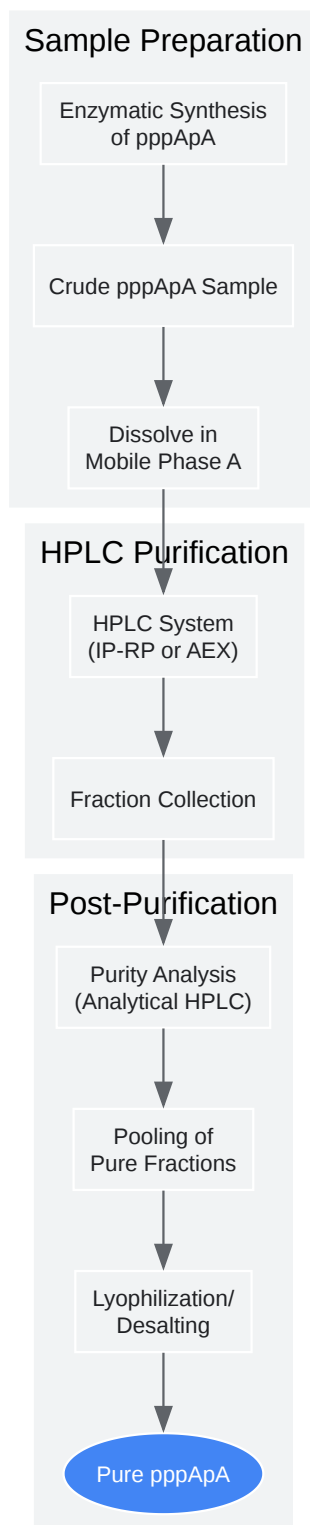 Sample Preparation
Enzymatic Synthesis
of pppApA
Crude pppApA Sample
Dissolve in
Mobile Phase A
HPLC Purification
HPLC System
(IP-RP or AEX)
Fraction Collection
Post-Purification
Purity Analysis
(Analytical HPLC)
Pooling of
Pure Fractions
Lyophilization/
Desalting
Pure pppApA